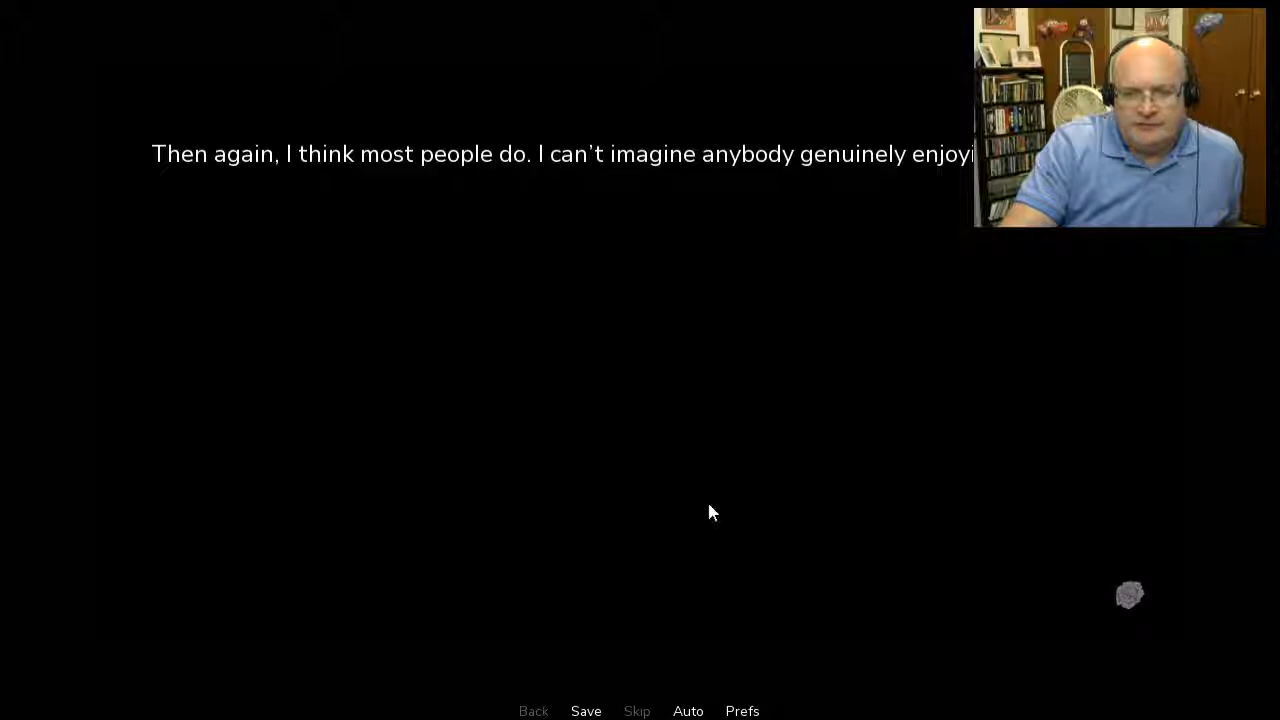 Then again, I think most people do. I can’t imagine anybody genuinely
Back Save Skip Auto Prefs